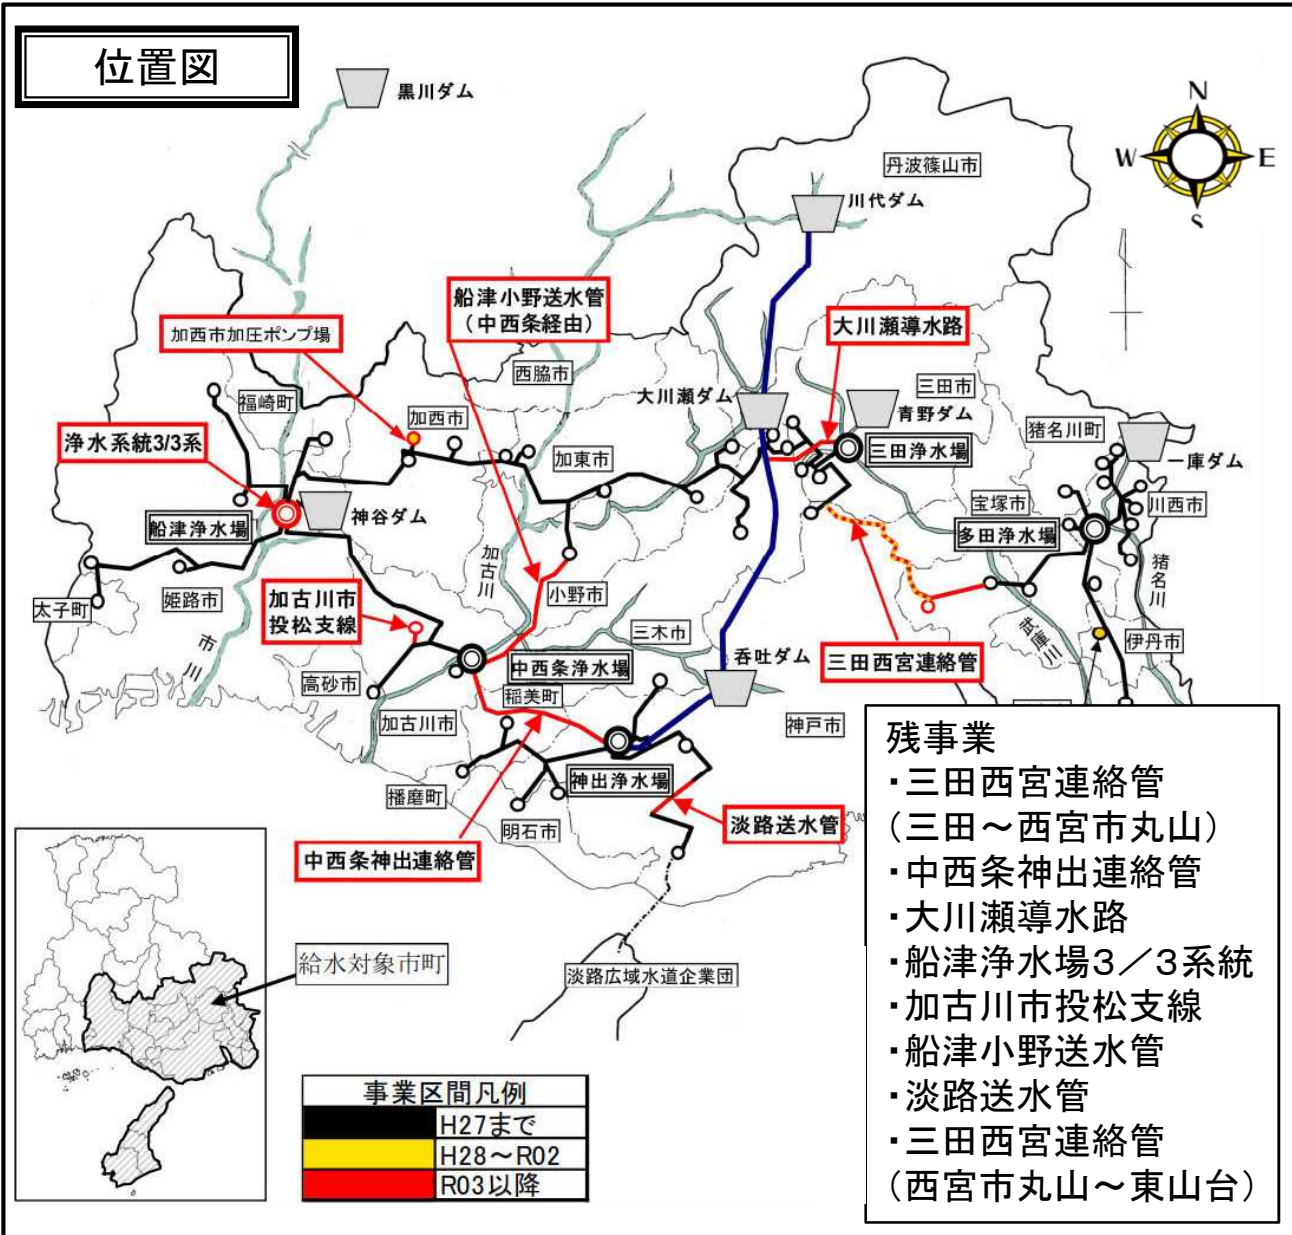 位置図
黒川ダム
N
W
E
S
丹波篠山市
川代ダム
船津小野送水管
(中西条経由)
加西市加圧ポンプ場
大川瀬導水路
西脇市
三田市
大川瀬ダム
青野ダム
福崎町
加西市
猪名川町
浄水系統3/3系
加東市
三田浄水場
一庫ダム
宝塚市
川西市
船津浄水場
神谷ダム
多田浄水場
加古川
猪名川
太子町
姫路市
加古川市
投松支線
小野市
三木市
武庫川
伊丹市
市川
呑吐ダム
三田西宮連絡管
高砂市
中西条浄水場
稲美町
加古川市
神戸市
播磨町
神出浄水場
明石市
淡路送水管
中西条神出連絡管
残事業
・三田西宮連絡管
(三田～西宮市丸山)
・中西条神出連絡管
・大川瀬導水路
・船津浄水場3／3系統
・加古川市投松支線
・船津小野送水管
・淡路送水管
・三田西宮連絡管
(西宮市丸山～東山台)
給水対象市町
淡路広域水道企業団
事業区間凡例
H27まで
H28～R02
R03以降